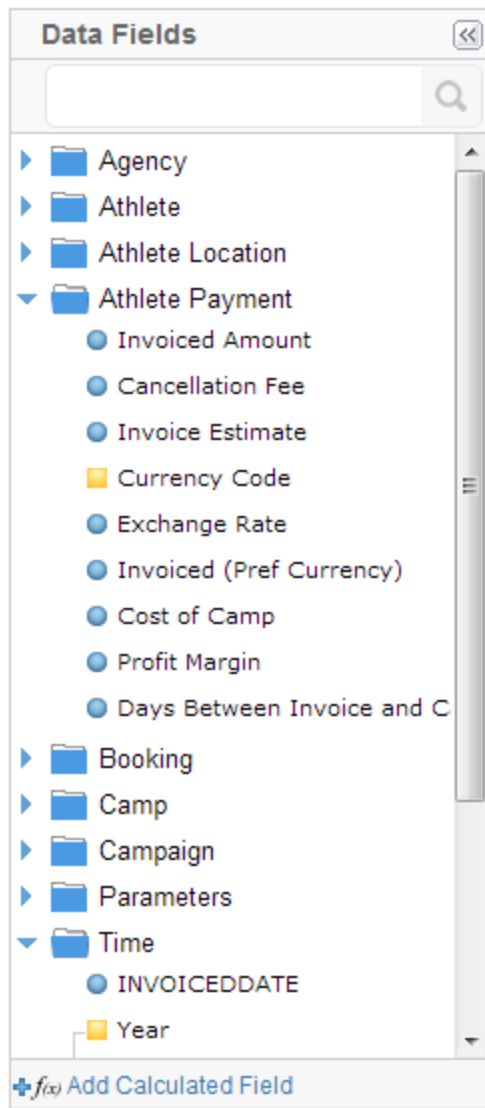 Data Fields
Agency
Athlete
Athlete Location
Athlete Payment
Invoiced Amount
Cancellation Fee
Invoice Estimate
Currency Code
Exchange Rate
Invoiced (Pref Currency)
Cost of Camp
Profit Margin
Days Between Invoice and C
Booking
Camp
Campaign
Parameters
Time
INVOICEDDATE
Year
f(x) Add Calculated Field